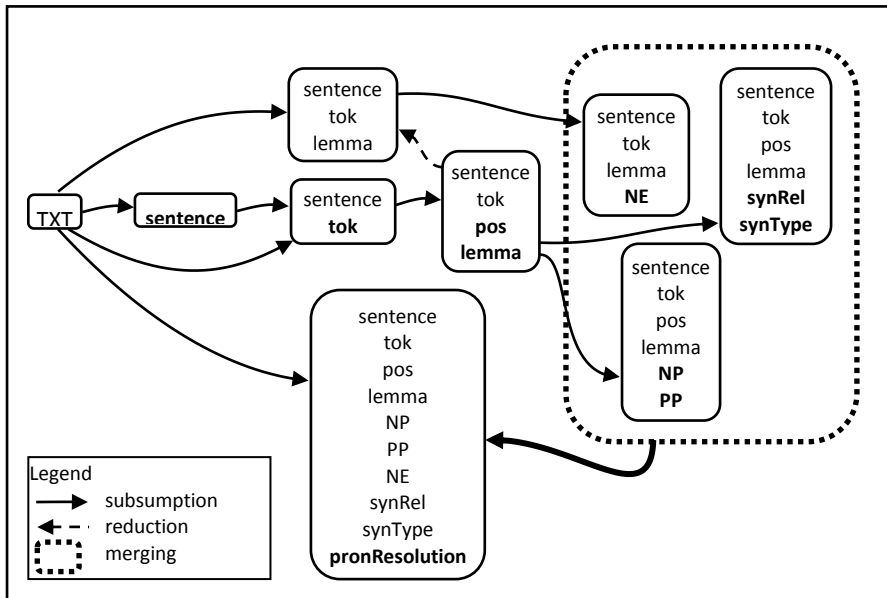 sentence
tok
lemma
sentence
tok
lemma
NE
sentence
tok
pos
lemma
synRel
synType
TXT
sentence
sentence
tok
sentence
tok
pos
lemma
sentence
tok
pos
lemma
NP
PP
sentence
tok
pos
lemma
NP
PP
NE
synRel
synType
pronResolution
Legend
subsumption
reduction
merging